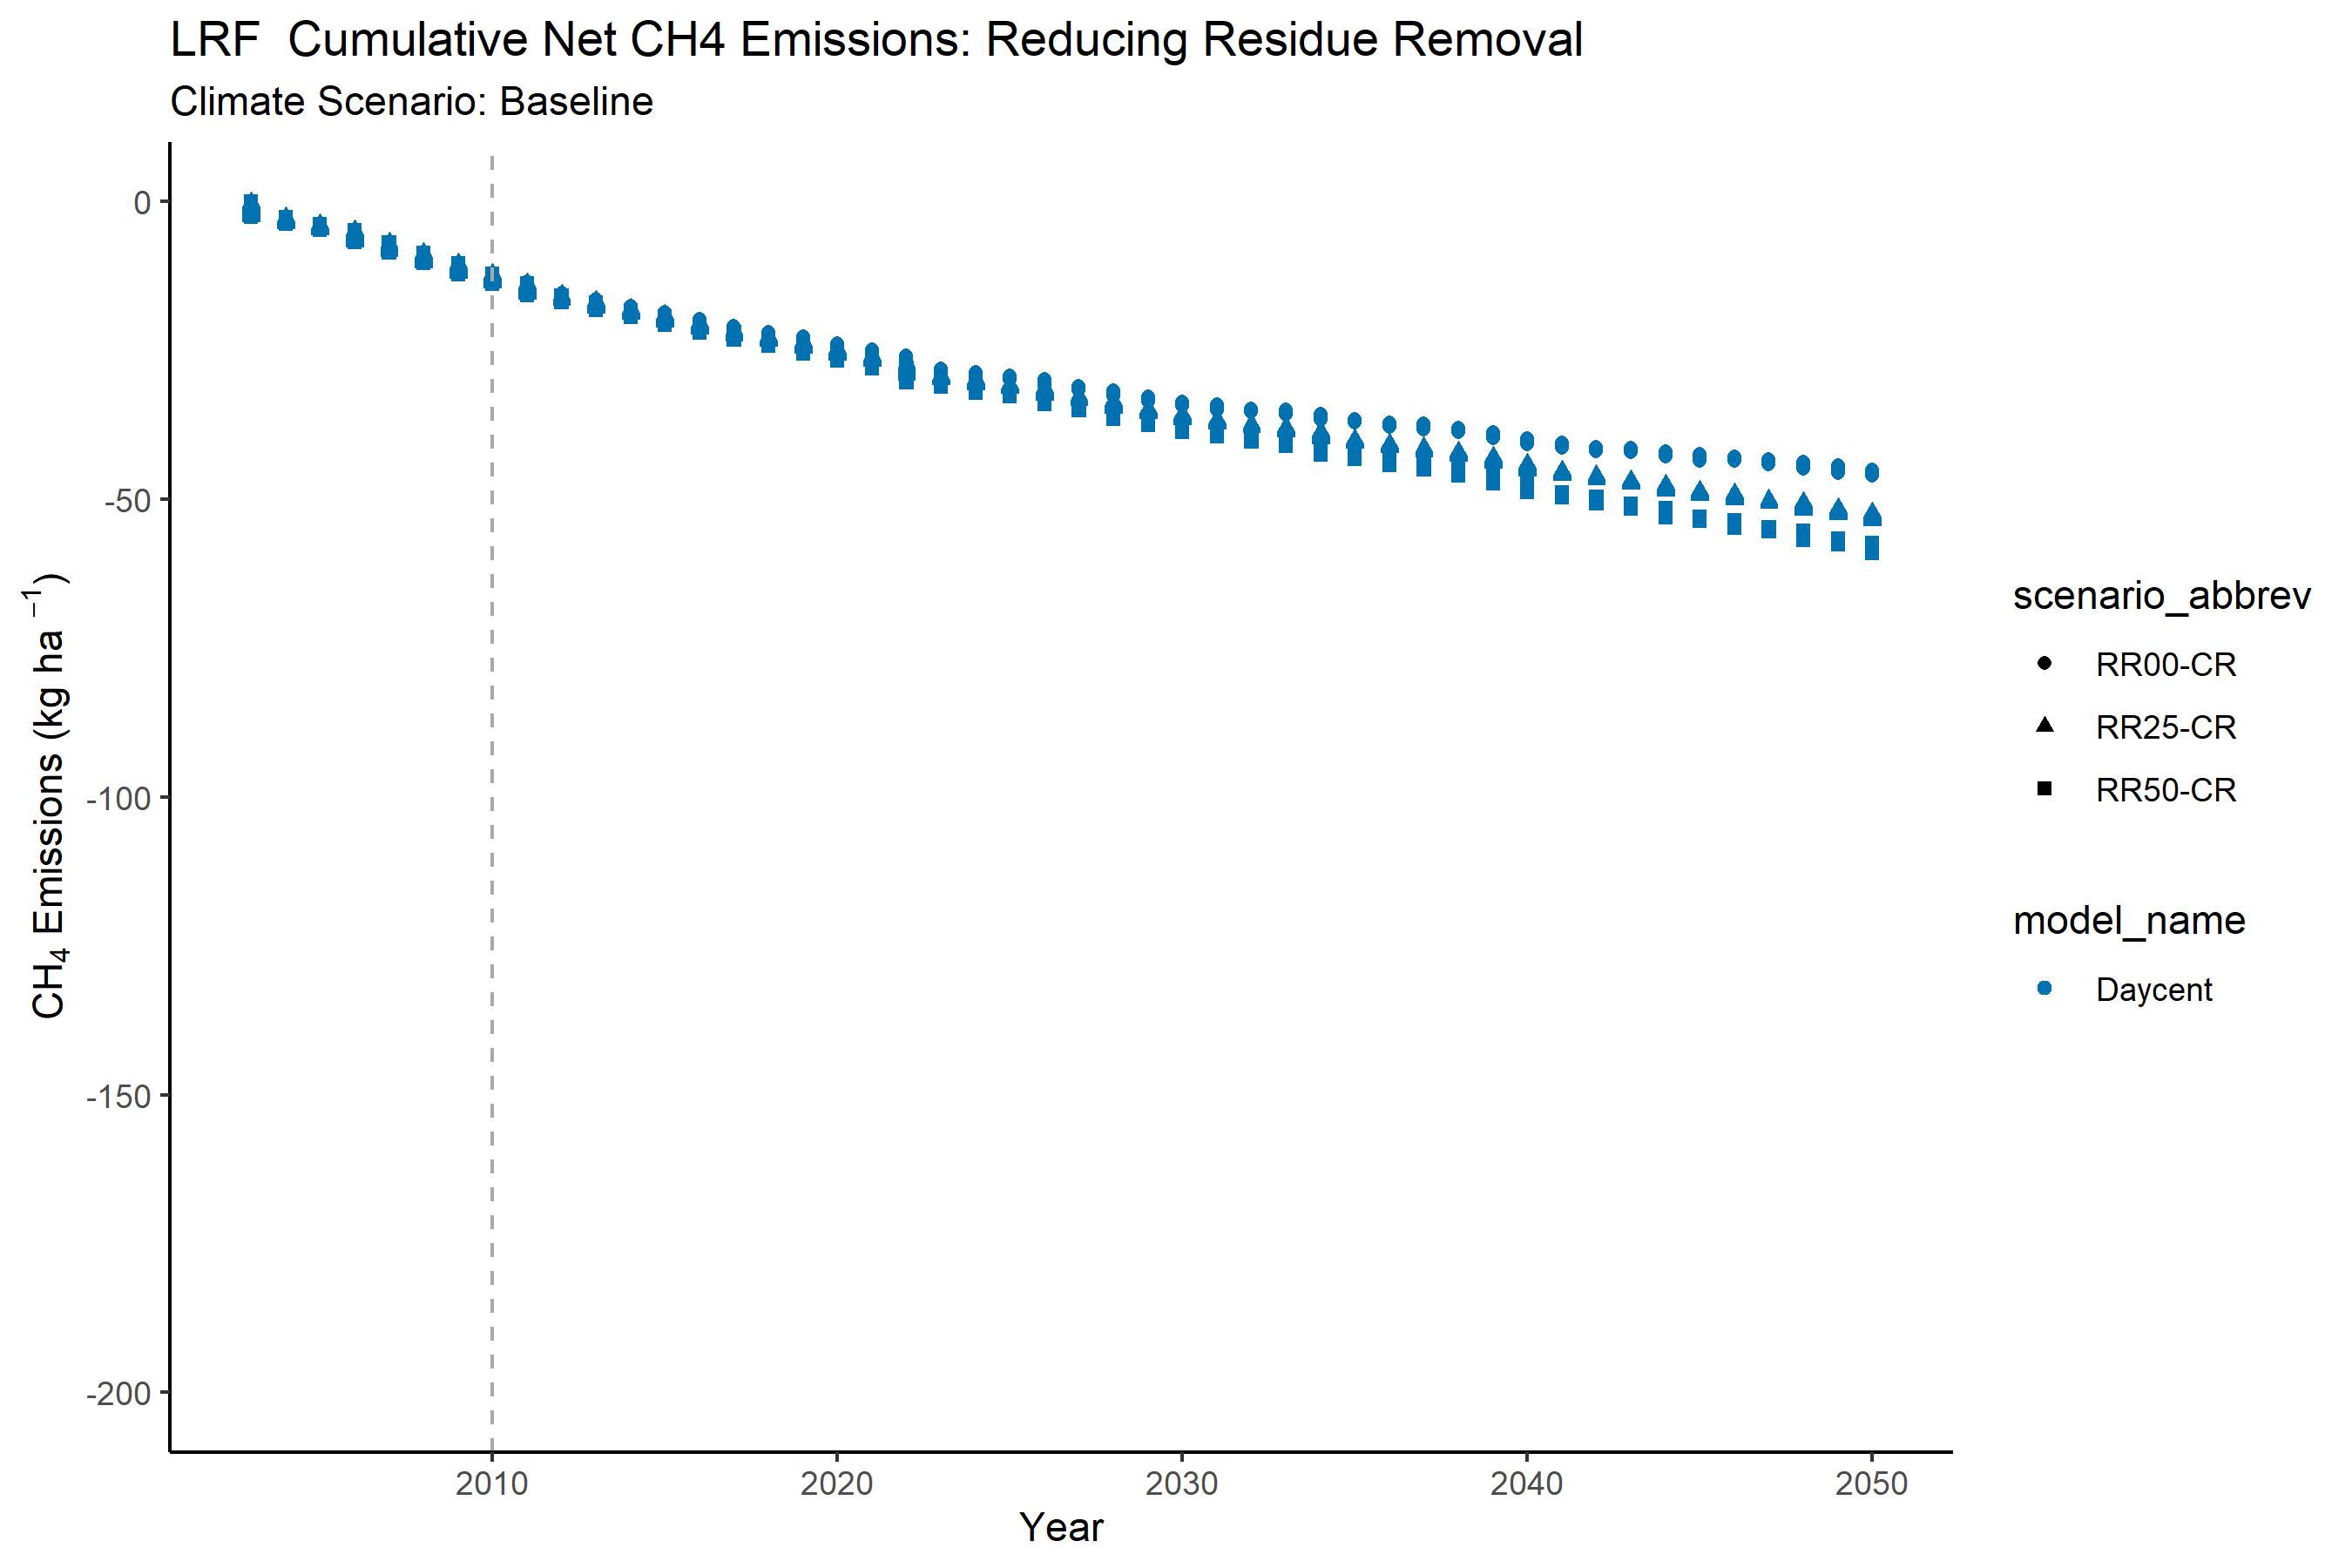 LRF  Cumulative Net CH4 Emissions: Reducing Residue Removal
Climate Scenario: Baseline
CH₄ Emissions (kg ha ⁻¹)
0
-50
-100
-150
-200
2010
2020
2030
2040
2050
Year
scenario_abbrev
RR00-CR
RR25-CR
RR50-CR
model_name
Daycent